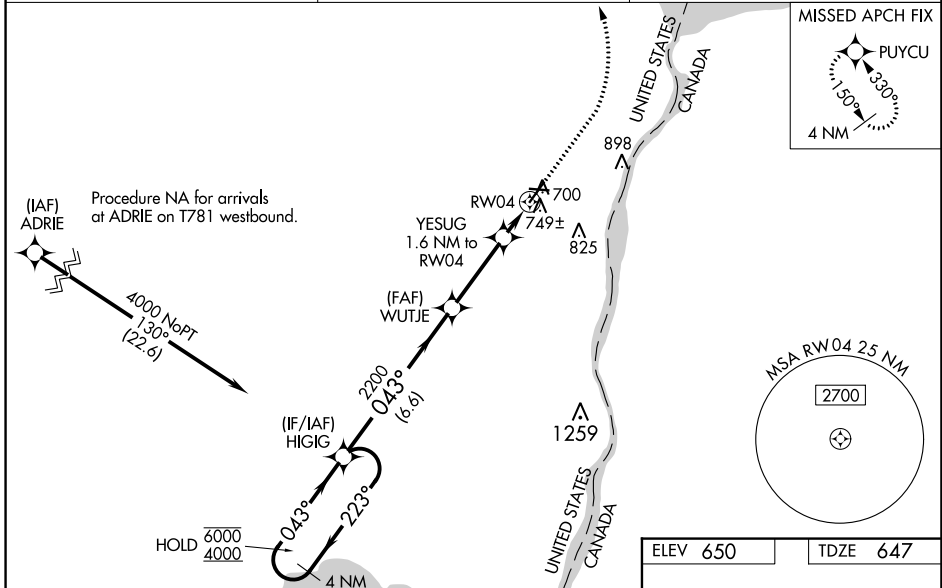 MISSED APCH FIX
PUYCU
150°
330°
4 NM
UNITED STATES
CANADA
898
(IAF)
ADRIE
Procedure NA for arrivals
at ADRIE on T781 westbound.
RW04
700
749±
825
YESUG
1.6 NM to
RW04
4000 NoPT
130°
(22.6)
(FAF)
WUTJE
2200
043°
(6.6)
MSA RW04 25 NM
2700
(IF/IAF)
HIGIG
1259
043°
223°
HOLD 6000
4000
4 NM
UNITED STATES
CANADA
ELEV 650
TDZE 647